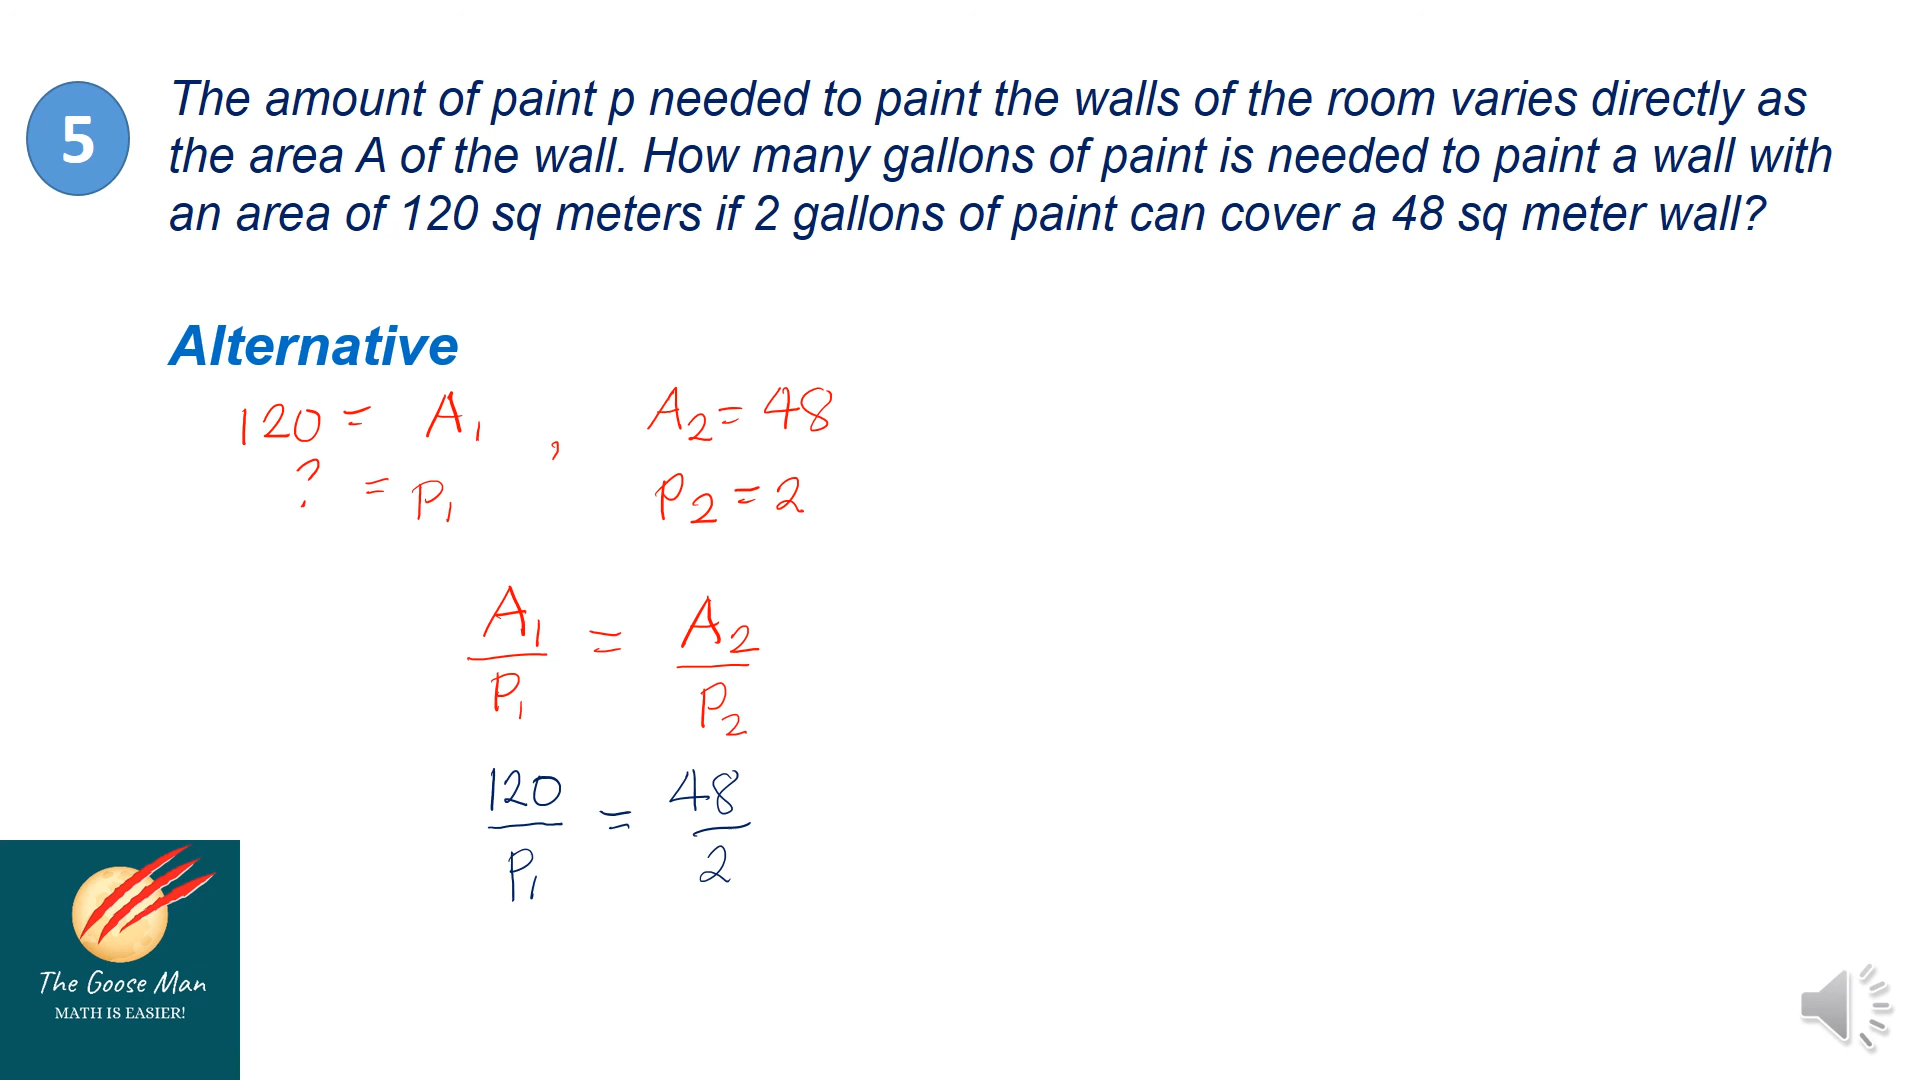 5
The amount of paint p needed to paint the walls of the room varies directly as
the area A of the wall. How many gallons of paint is needed to paint a wall with
an area of 120 sq meters if 2 gallons of paint can cover a 48 sq meter wall?
Alternative
120 = A₁ , A₂ = 48
? = P₁ P₂ = 2
A₁/P₁ = A₂/P₂
120/P₁ = 48/2
The Goose Man
MATH IS EASIER!